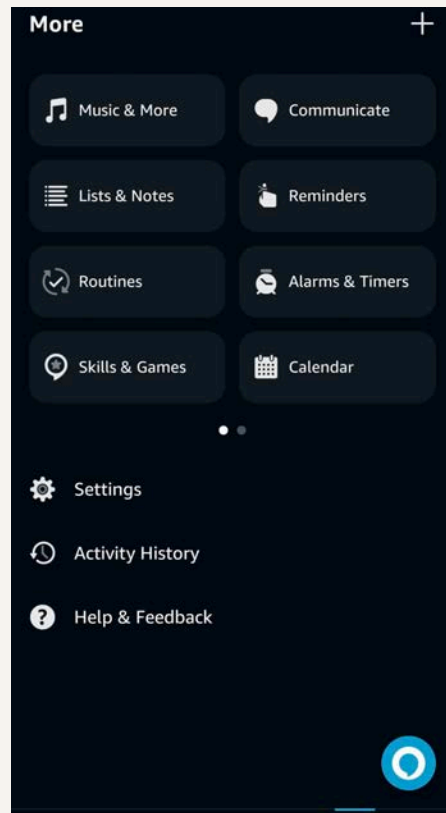 More
Music & More
Communicate
Lists & Notes
Reminders
Routines
Alarms & Timers
Skills & Games
Calendar
Settings
Activity History
Help & Feedback